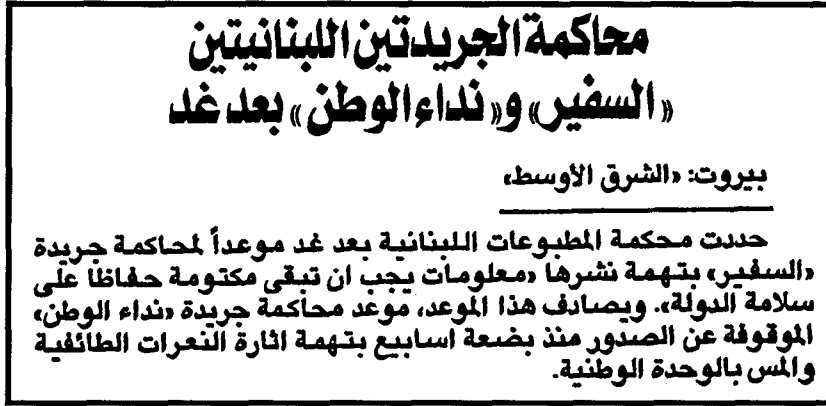 محاكمة الجريدتين اللبنانيتين
«السفير» و«نداء الوطن» بعد غد
بيروت: «الشرق الأوسط»
حددت محكمة المطبوعات اللبنانية بعد غد موعداً لمحاكمة جريدة
«السفير» بتهمة نشرها «معلومات يجب ان تبقى مكتومة حفاظا على
سلامة الدولة». ويصادف هذا الموعد، موعد محاكمة جريدة «نداء الوطن»
الموقوفة عن الصدور منذ بضعة اسابيع بتهمة اثارة النعرات الطائفية
والمس بالوحدة الوطنية.